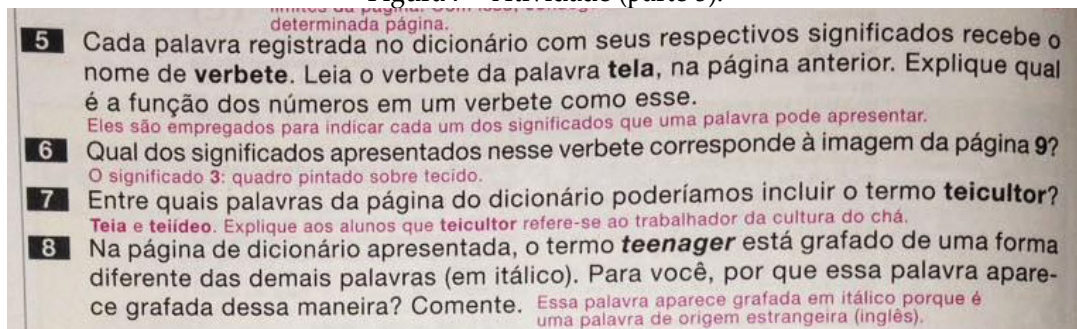 determinada página.
5 Cada palavra registrada no dicionário com seus respectivos significados recebe o
nome de verbete. Leia o verbete da palavra tela, na página anterior. Explique qual
é a função dos números em um verbete como esse.
Eles são empregados para indicar cada um dos significados que uma palavra pode apresentar.
6 Qual dos significados apresentados nesse verbete corresponde à imagem da página 9?
O significado 3: quadro pintado sobre tecido.
7 Entre quais palavras da página do dicionário poderíamos incluir o termo teicultor?
Teia e teiídeo. Explique aos alunos que teicultor refere-se ao trabalhador da cultura do chá.
8 Na página de dicionário apresentada, o termo teenager está grafado de uma forma
diferente das demais palavras (em itálico). Para você, por que essa palavra apare-
ce grafada dessa maneira? Comente. Essa palavra aparece grafada em itálico porque é
uma palavra de origem estrangeira (inglês).